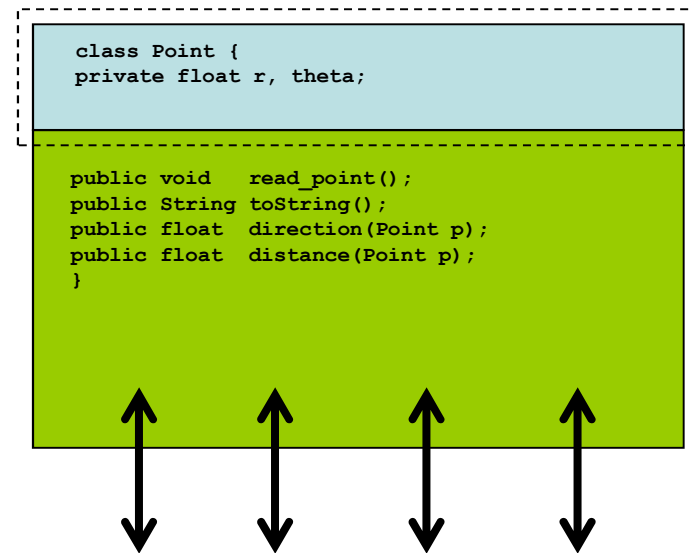 class Point {
private float r, theta;
public void read_point();
public String toString();
public float direction(Point p);
public float distance(Point p);
}